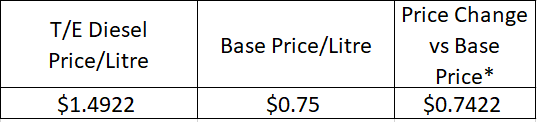 T/E Diesel
Price/Litre
Base Price/Litre
Price Change
vs Base
Price*
$1.4922
$0.75
$0.7422